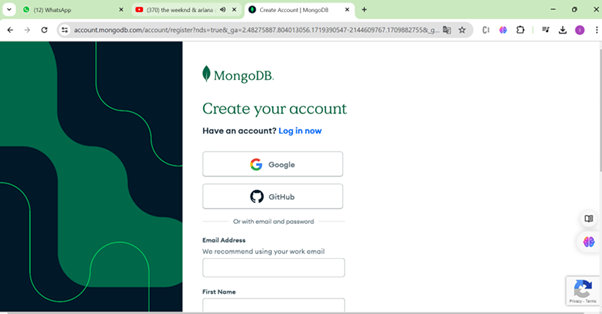 (12) WhatsApp
(370) the weeknd & ariana
Create Account | MongoDB
account.mongodb.com/account/register?nds=true&_ga=2.48275887.804013056.1719390547-2144609767.1709882755&_g...
MongoDB.
Create your account
Have an account? Log in now
Google
GitHub
Or with email and password
Email Address
We recommend using your work email
First Name
Privacy - Terms